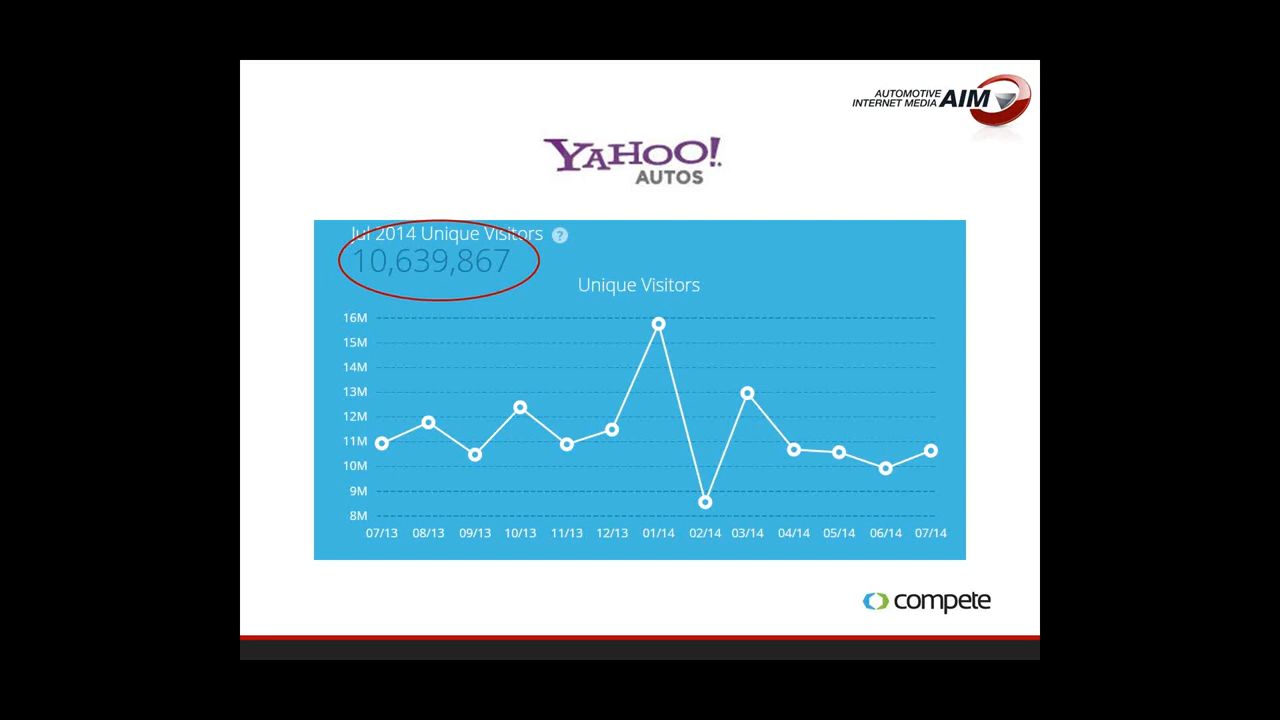 AUTOMOTIVE
INTERNET MEDIA AIM
YAHOO!
AUTOS
Jul 2014 Unique Visitors ?
10,639,867
Unique Visitors
16M
15M
14M
13M
12M
11M
10M
9M
8M
07/13 08/13 09/13 10/13 11/13 12/13 01/14 02/14 03/14 04/14 05/14 06/14 07/14
compete